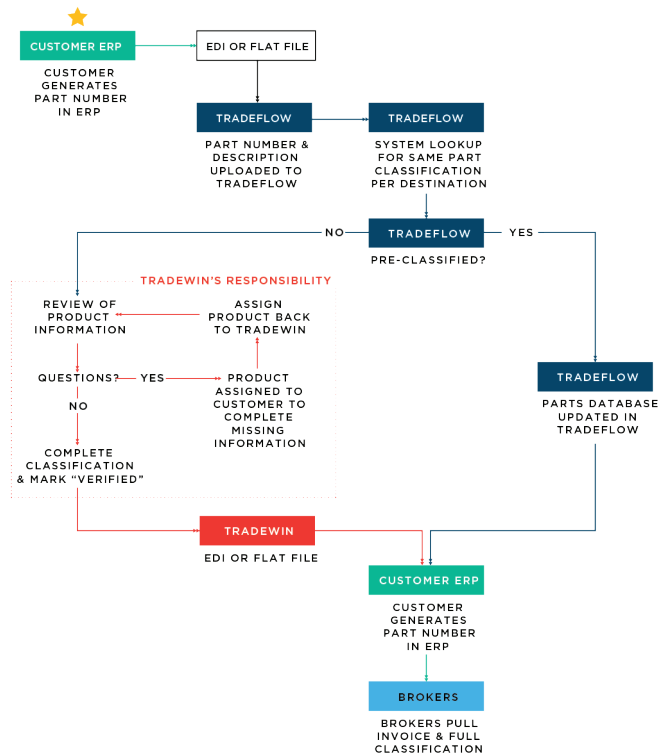 CUSTOMER ERP
CUSTOMER
GENERATES
PART NUMBER
IN ERP
EDI OR FLAT FILE
TRADEFLOW
PART NUMBER &
DESCRIPTION
UPLOADED TO
TRADEFLOW
TRADEFLOW
SYSTEM LOOKUP
FOR SAME PART
CLASSIFICATION
PER DESTINATION
TRADEFLOW
PRE-CLASSIFIED?
NO
YES
TRADEWIN'S RESPONSIBILITY
REVIEW OF
PRODUCT
INFORMATION
ASSIGN
PRODUCT BACK
TO TRADEWIN
QUESTIONS?
YES
PRODUCT
ASSIGNED TO
CUSTOMER TO
COMPLETE
MISSING
INFORMATION
NO
COMPLETE
CLASSIFICATION
& MARK “VERIFIED”
TRADEFLOW
PARTS DATABASE
UPDATED IN
TRADEFLOW
TRADEWIN
EDI OR FLAT FILE
CUSTOMER ERP
CUSTOMER
GENERATES
PART NUMBER
IN ERP
BROKERS
BROKERS PULL
INVOICE & FULL
CLASSIFICATION